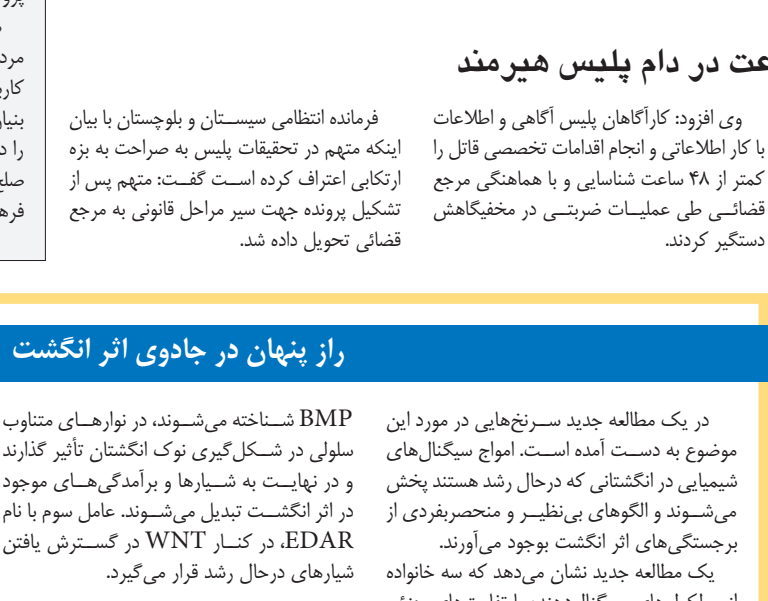 عت در دام پلیس هیرمند
وی افزود: کارآگاهان پلیس آگاهی و اطلاعات
با کار اطلاعاتی و انجام اقدامات تخصصی قاتل را
کمتر از ۴۸ ساعت شناسایی و با هماهنگی مرجع
قضائی طی عملیات ضربتی در مخفیگاهش
دستگیر کردند.
فرمانده انتظامی سیستان و بلوچستان با بیان
اینکه متهم در تحقیقات پلیس به صراحت به بزه
ارتکابی اعتراف کرده است گفت: متهم پس از
تشکیل پرونده جهت سیر مراحل قانونی به مرجع
قضائی تحویل داده شد.
مرد
کار
را د
صلح
فره
راز پنهان در جادوی اثر انگشت
در یک مطالعه جدید سرنخ‌هایی در مورد این
موضوع به دست آمده است. امواج سیگنال‌های
شیمیایی در انگشتانی که درحال رشد هستند پخش
می‌شوند و الگوهای بی‌نظیر و منحصربفردی از
برجستگی‌های اثر انگشت بوجود می‌آورند.
یک مطالعه جدید نشان می‌دهد که سه خانواده
BMP شناخته می‌شوند، در نوارهای متناوب
سلولی در شکل‌گیری نوک انگشتان تأثیر گذارند
و در نهایت به شیارها و برآمدگی‌های موجود
در اثر انگشت تبدیل می‌شوند. عامل سوم با نام
EDAR، در کنار WNT در گسترش یافتن
شیارهای درحال رشد قرار می‌گیرد.